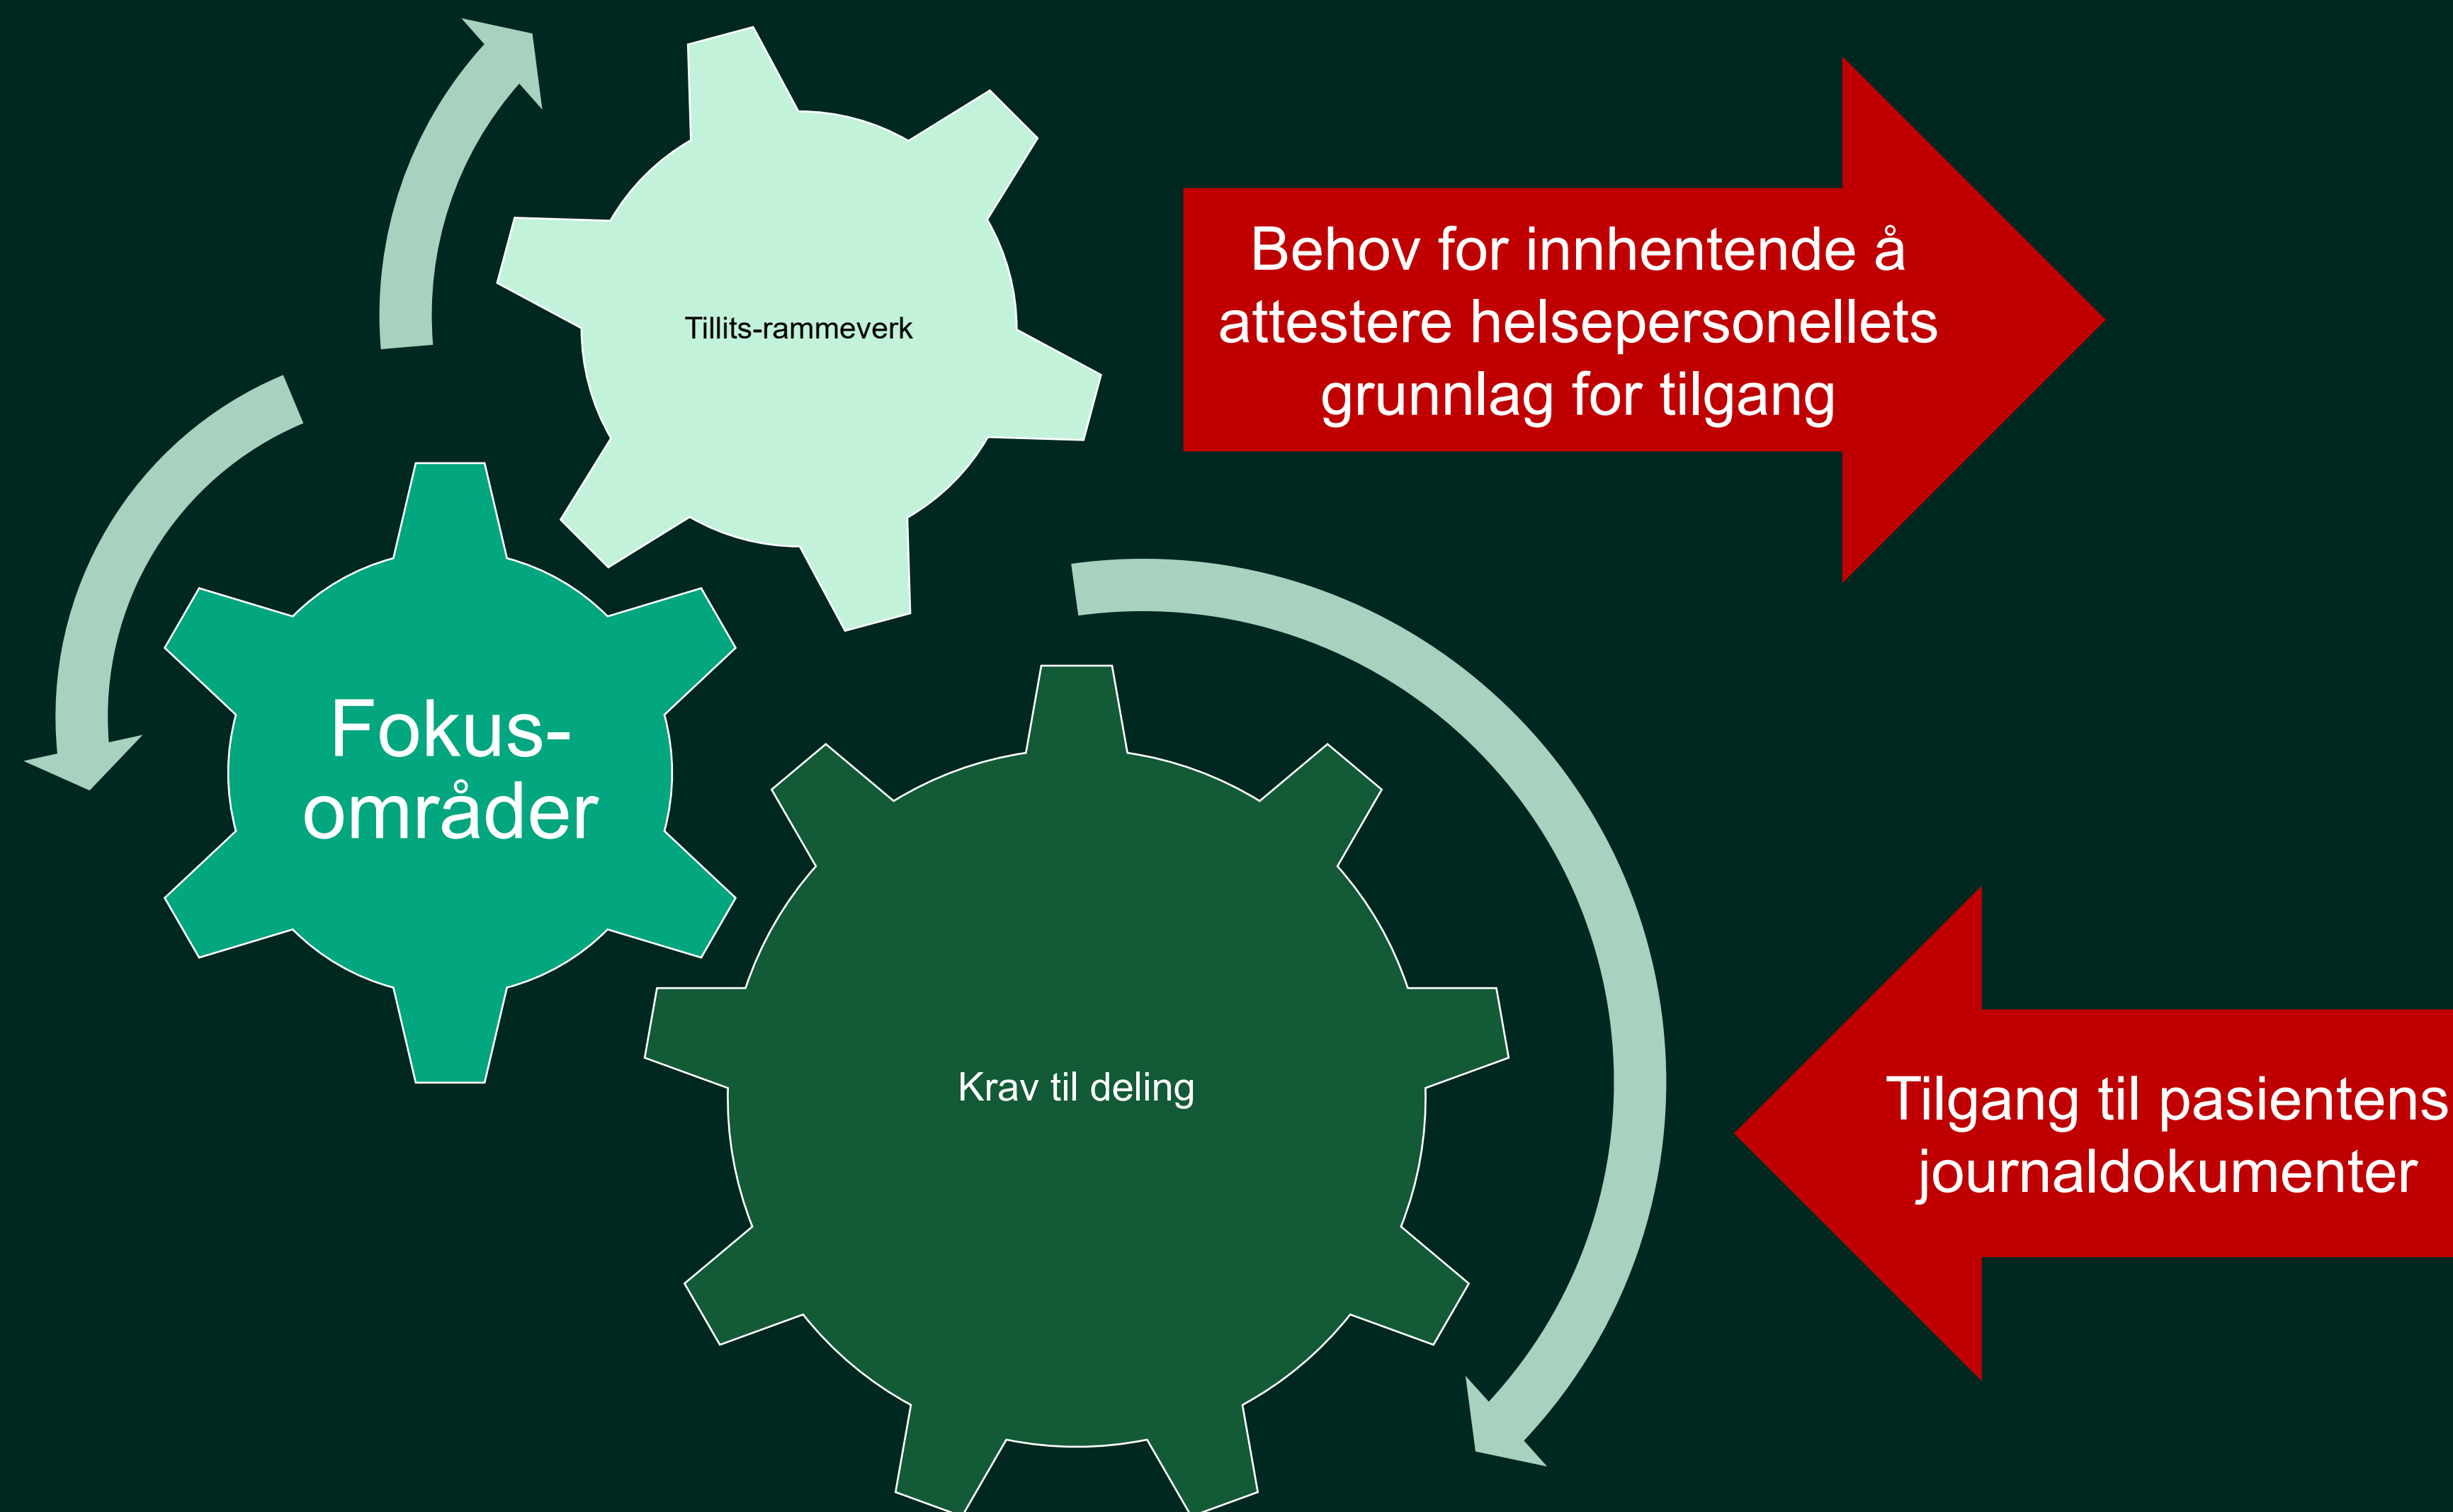 Tillits-rammeverk
Behov for innhentende å
attestere helsepersonellets
grunnlag for tilgang
Fokus-
områder
Krav til deling
Tilgang til pasientens
journaldokumenter